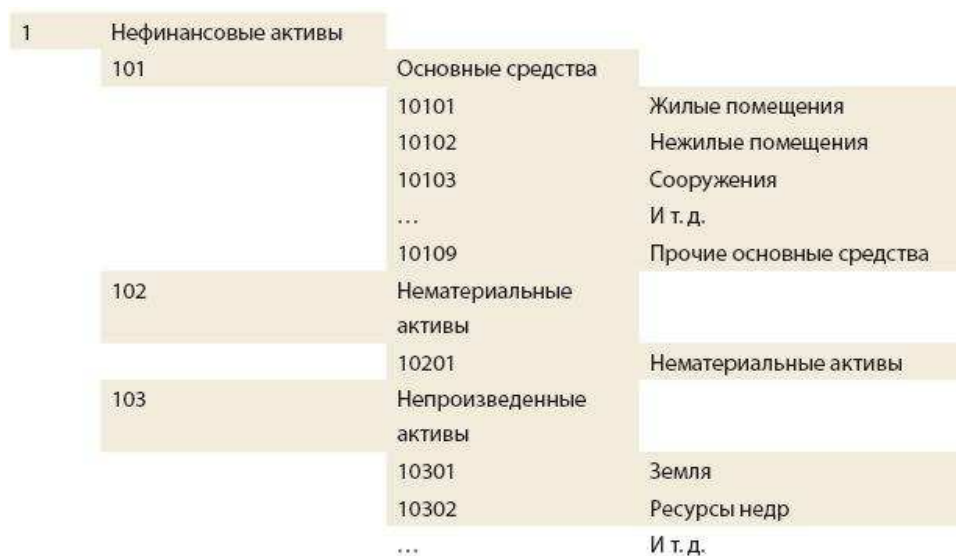 1 Нефинансовые активы
101 Основные средства
10101 Жилые помещения
10102 Нежилые помещения
10103 Сооружения
... И т. д.
10109 Прочие основные средства
102 Нематериальные
активы
10201 Нематериальные активы
103 Непроизведенные
активы
10301 Земля
10302 Ресурсы недр
... И т. д.